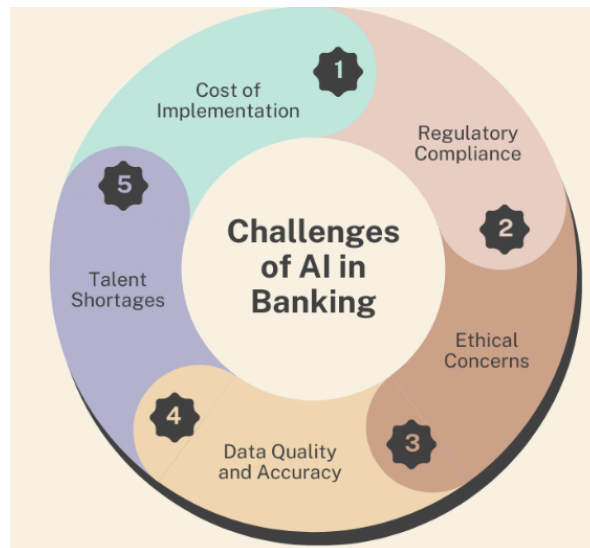 Challenges
of AI in
Banking
1
Cost of
Implementation
2
Regulatory
Compliance
3
Ethical
Concerns
4
Data Quality
and Accuracy
5
Talent
Shortages